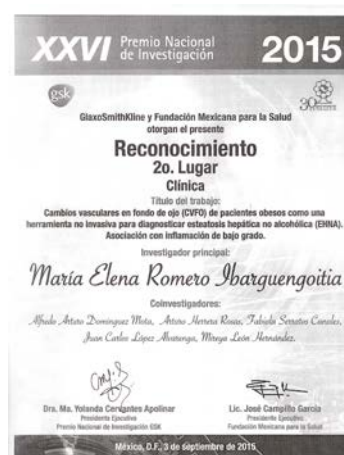 XXVI Premio Nacional
de Investigación 2015
gsk
30
GlaxoSmithKline y Fundación Mexicana para la Salud
otorgan el presente
Reconocimiento
2o. Lugar
Clínica
Título del trabajo:
Cambios vasculares en fondo de ojo (CVFO) de pacientes obesos como una
herramienta no invasiva para diagnosticar esteatosis hepática no alcohólica (EHNA).
Asociación con inflamación de bajo grado.
Investigador principal:
María Elena Romero Ibarguengoitia
Coinvestigadores:
Alfredo Arturo Domínguez Mota, Arturo Herrera Rosas, Fabiola Serratos Canales,
Juan Carlos López Alvarenga, Mireya León Hernández.
Dra. Ma. Yolanda Cervantes Apolinar
Presidenta Ejecutiva
Premio Nacional de Investigación GSK
Lic. José Campillo García
Presidente Ejecutivo
Fundación Mexicana para la Salud
México, D.F., 3 de septiembre de 2015